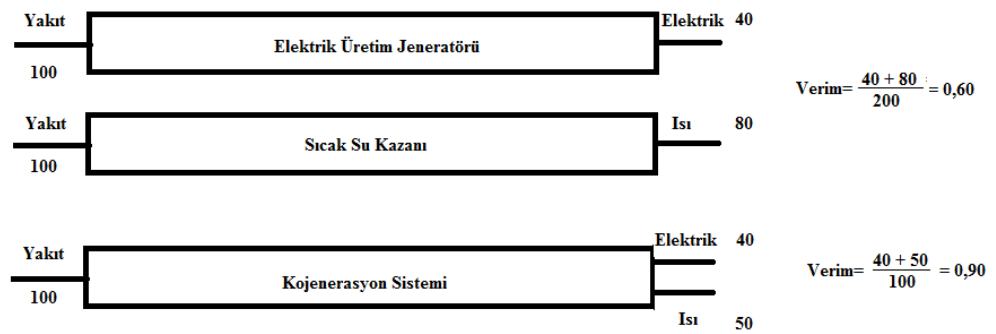 Yakıt Elektrik 40
Elektrik Üretim Jeneratörü
100
Verim= 40 + 80 / 200 = 0,60
Yakıt Isı 80
Sıcak Su Kazanı
100
Elektrik 40
Yakıt
Verim= 40 + 50 / 100 = 0,90
Kojenerasyon Sistemi
100
Isı 50